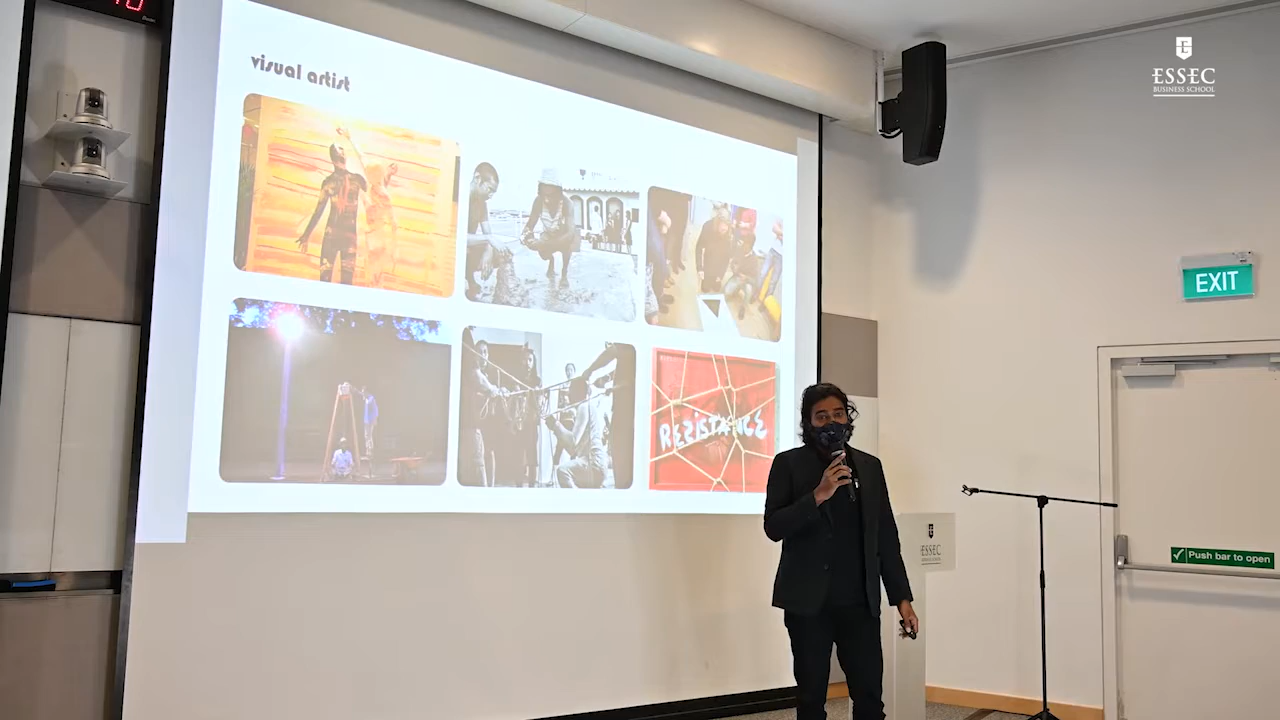 visual artist
RESISTANCE
ESSEC
BUSINESS SCHOOL
EXIT
ESSEC
Push bar to open